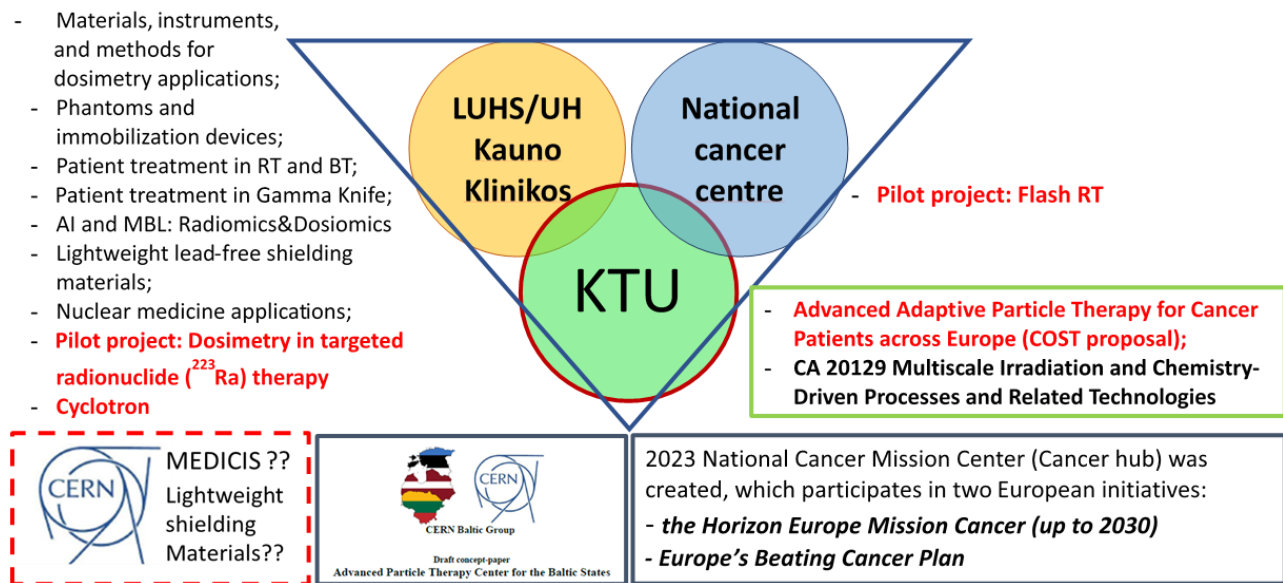 - Materials, instruments,
and methods for
dosimetry applications;
- Phantoms and
immobilization devices;
- Patient treatment in RT and BT;
- Patient treatment in Gamma Knife;
- AI and MBL: Radiomics&Dosiomics
- Lightweight lead-free shielding
materials;
- Nuclear medicine applications;
- Pilot project: Dosimetry in targeted
radionuclide (²²³Ra) therapy
- Cyclotron
LUHS/UH
Kauno
Klinikos
National
cancer
centre
KTU
- Pilot project: Flash RT
- Advanced Adaptive Particle Therapy for Cancer
Patients across Europe (COST proposal);
- CA 20129 Multiscale Irradiation and Chemistry-
Driven Processes and Related Technologies
CERN
MEDICIS ??
Lightweight
shielding
Materials??
CERN
CERN Baltic Group
Draft concept-paper
Advanced Particle Therapy Center for the Baltic States
2023 National Cancer Mission Center (Cancer hub) was
created, which participates in two European initiatives:
- the Horizon Europe Mission Cancer (up to 2030)
- Europe's Beating Cancer Plan